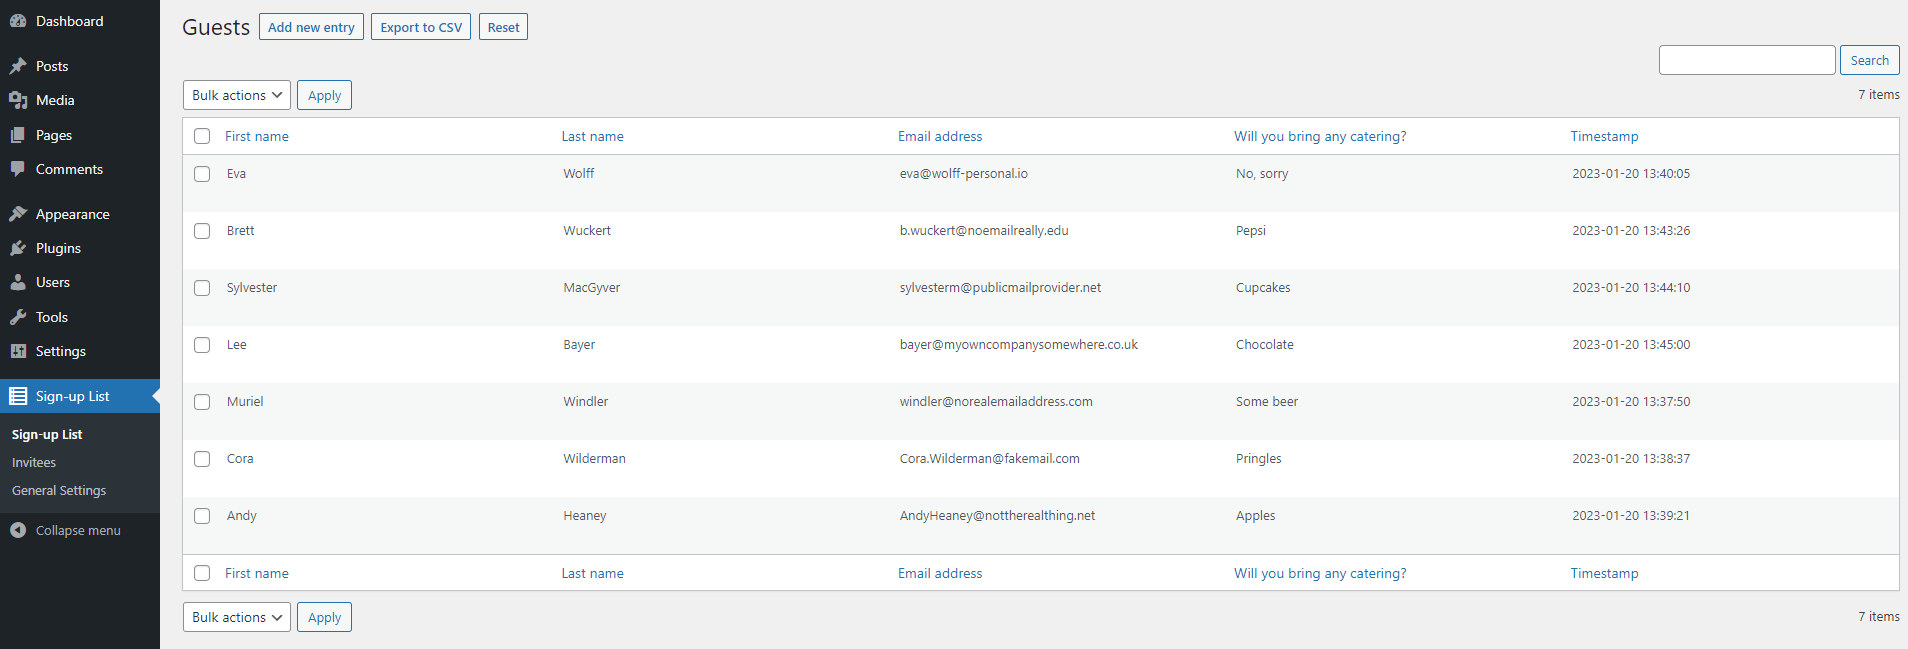 Dashboard
Posts
Media
Pages
Comments
Appearance
Plugins
Users
Tools
Settings
Sign-up List
Sign-up List
Invitees
General Settings
Collapse menu
Guests Add new entry Export to CSV Reset
Search
Bulk actions Apply 7 items
First name Last name Email address Will you bring any catering? Timestamp
Eva Wolff eva@wolff-personal.io No, sorry 2023-01-20 13:40:05
Brett Wuckert b.wuckert@noemailreally.edu Pepsi 2023-01-20 13:43:26
Sylvester MacGyver sylvesterm@publicmailprovider.net Cupcakes 2023-01-20 13:44:10
Lee Bayer bayer@myowncompanysomewhere.co.uk Chocolate 2023-01-20 13:45:00
Muriel Windler windler@norealemailaddress.com Some beer 2023-01-20 13:37:50
Cora Wilderman Cora.Wilderman@fakemail.com Pringles 2023-01-20 13:38:37
Andy Heaney AndyHeaney@nottherealthing.net Apples 2023-01-20 13:39:21
First name Last name Email address Will you bring any catering? Timestamp
Bulk actions Apply 7 items